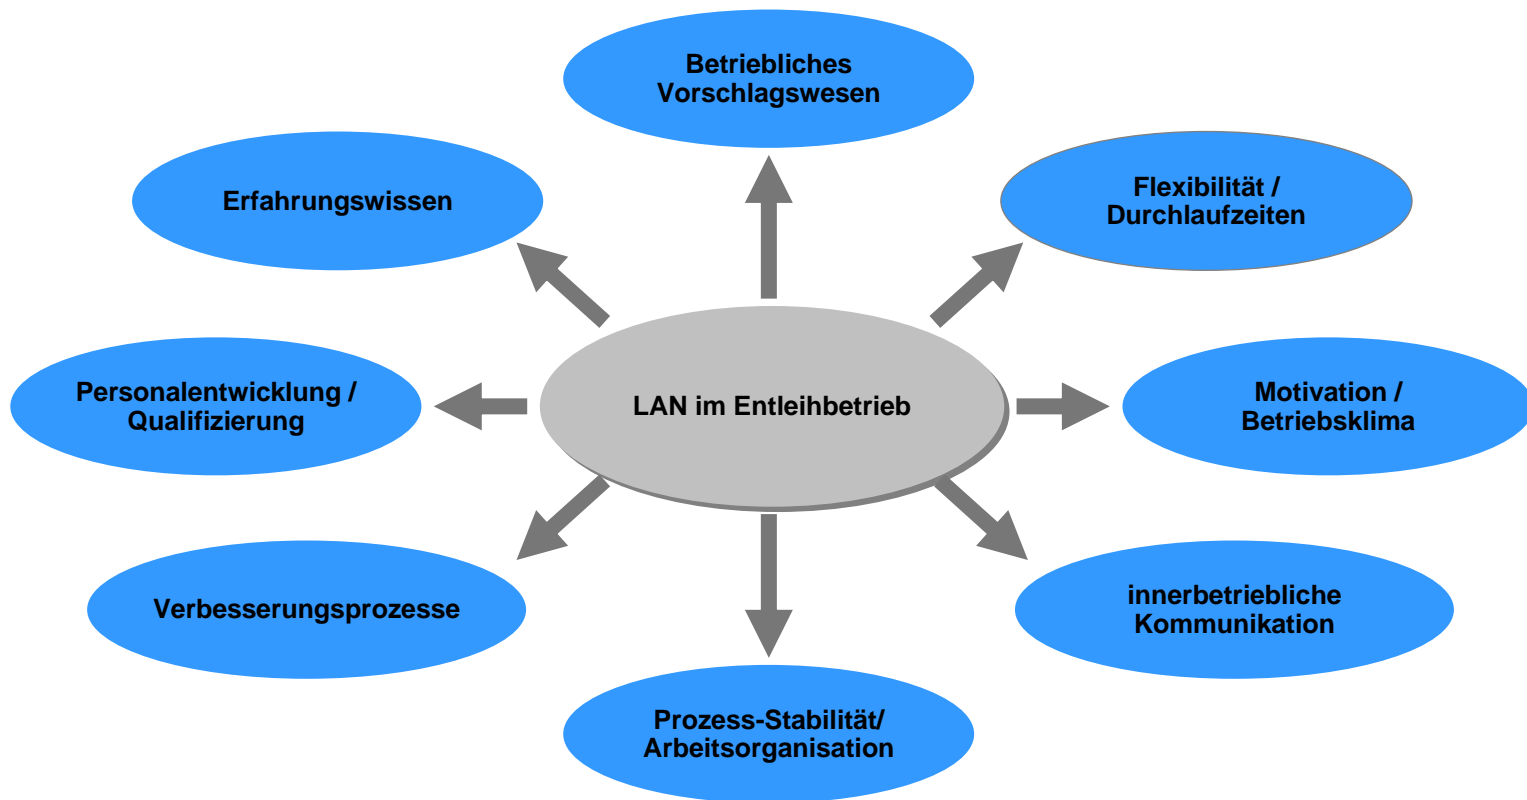 Betriebliches
Vorschlagswesen
Erfahrungswissen
Flexibilität /
Durchlaufzeiten
Personalentwicklung /
Qualifizierung
LAN im Entleihbetrieb
Motivation /
Betriebsklima
Verbesserungsprozesse
innerbetriebliche
Kommunikation
Prozess-Stabilität/
Arbeitsorganisation